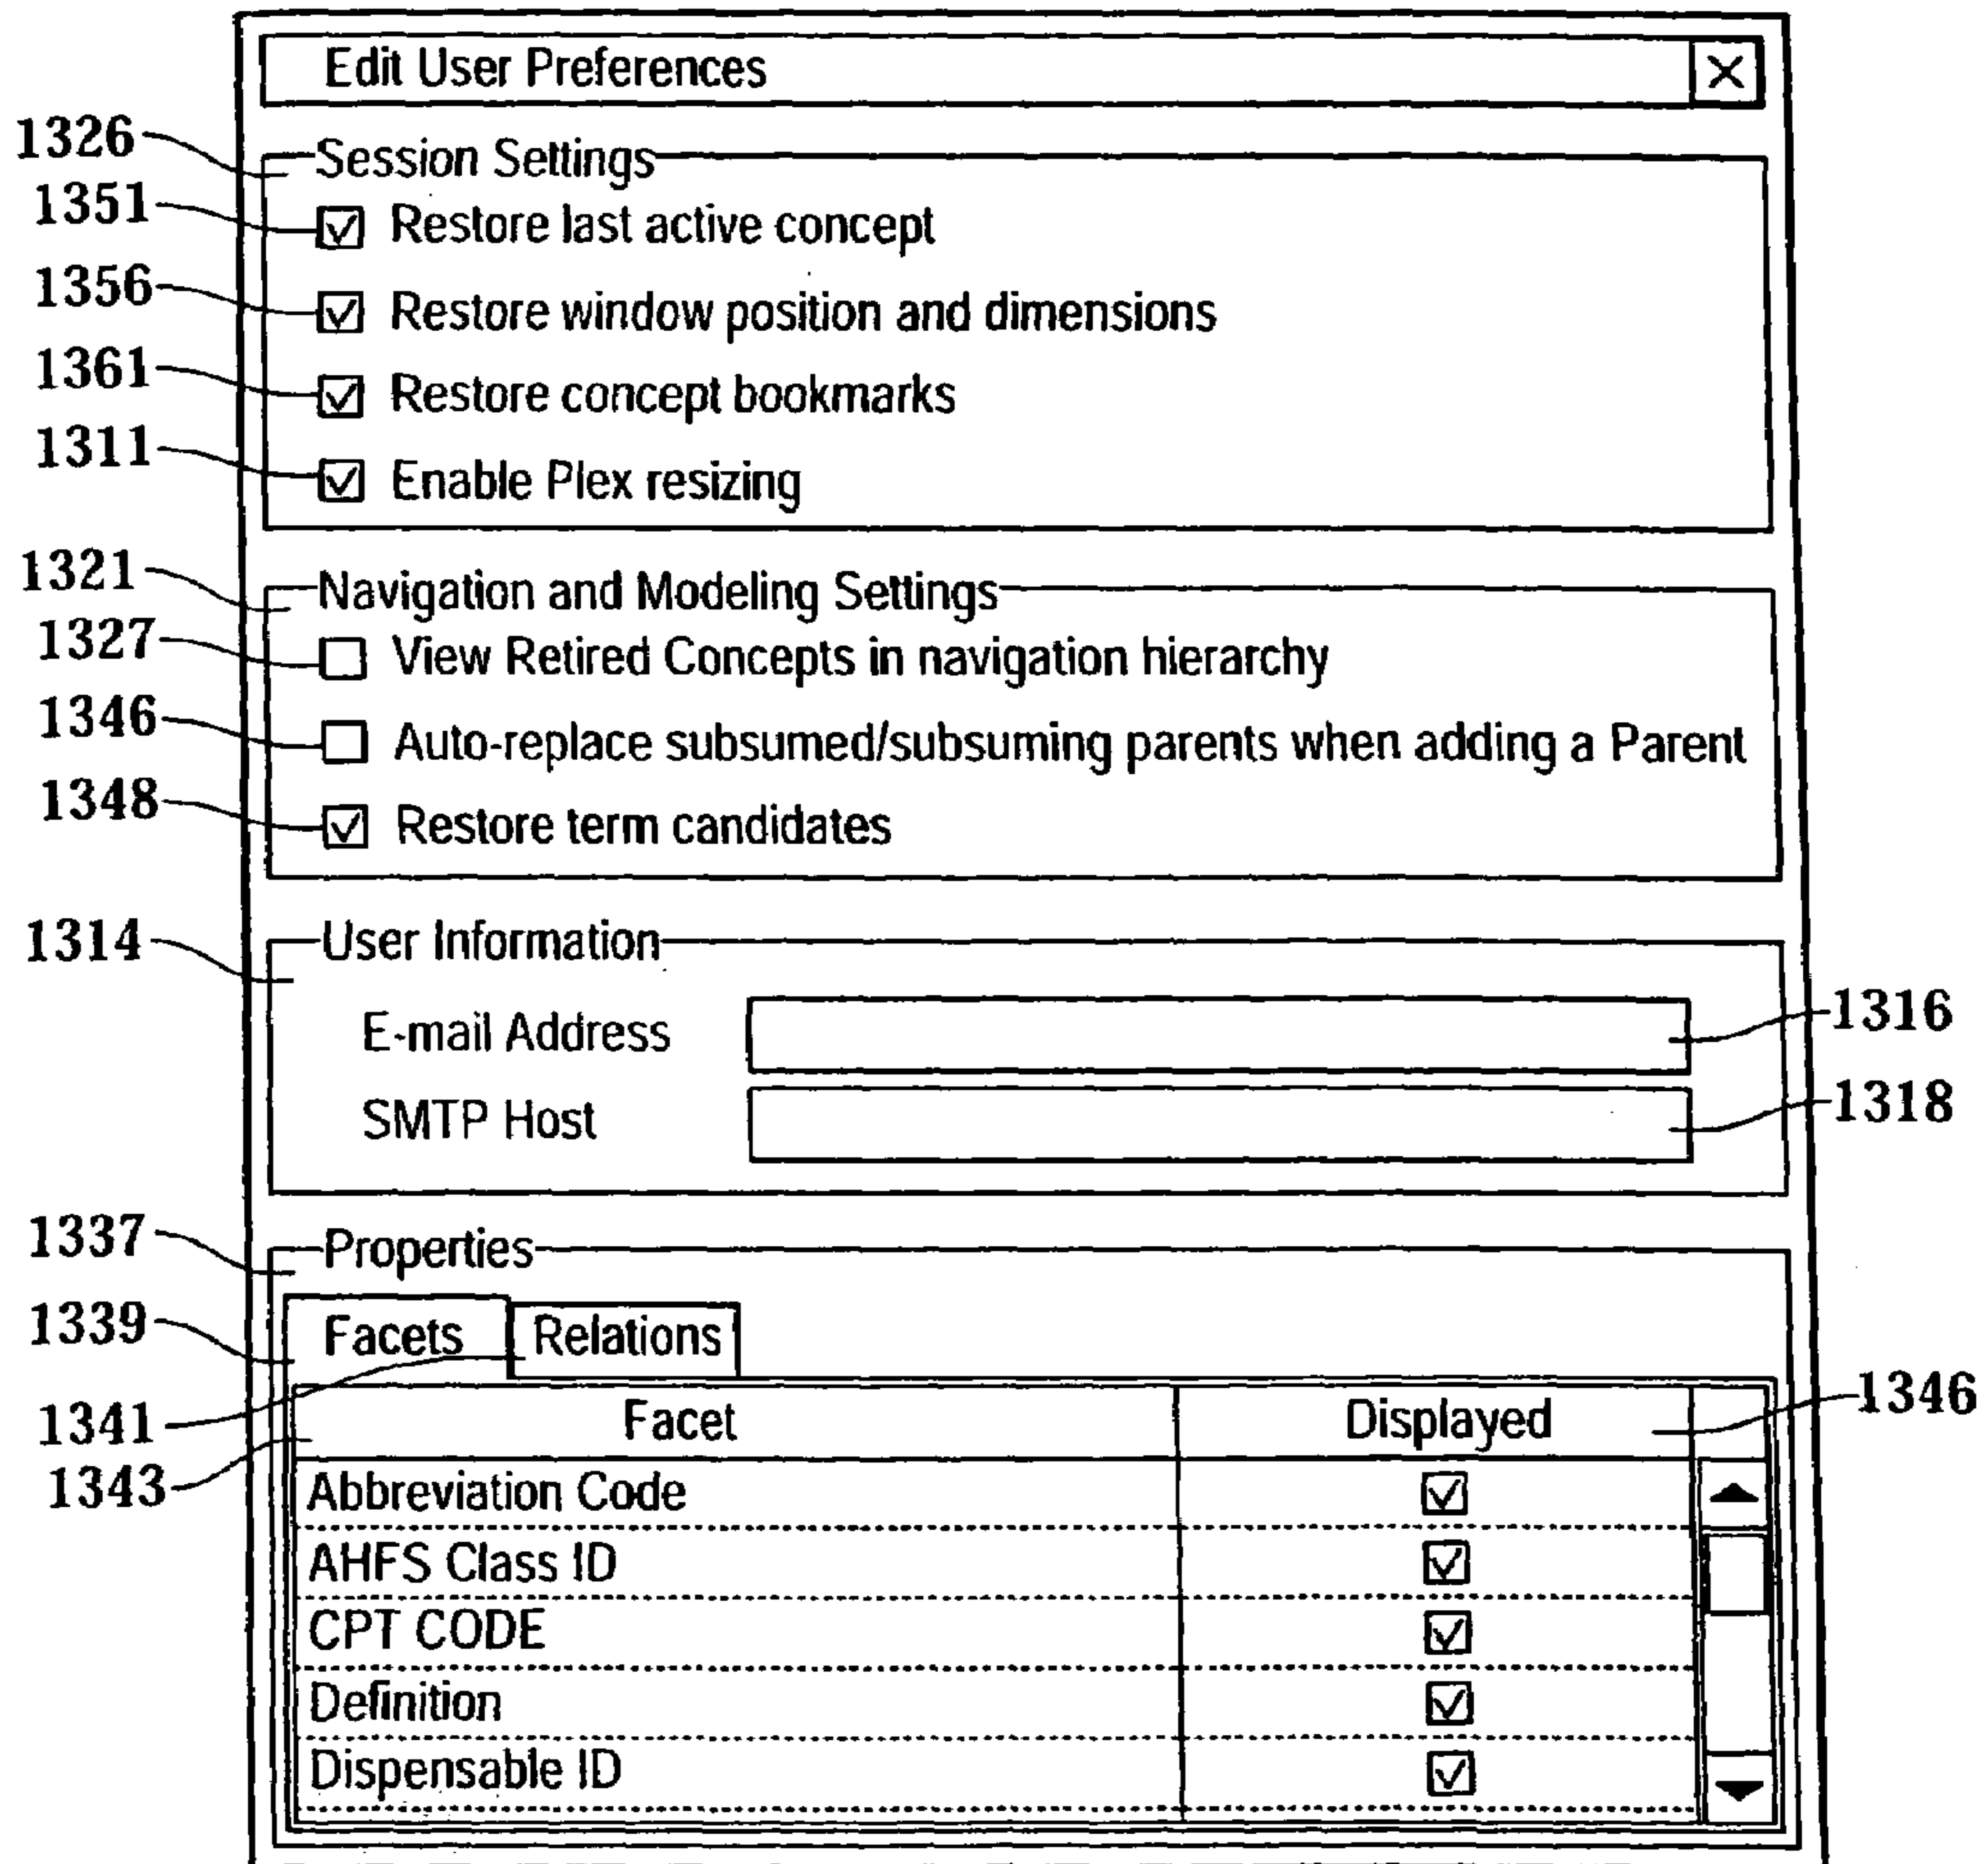 Edit User Preferences
1326
Session Settings
1351
Restore last active concept
1356
Restore window position and dimensions
1361
Restore concept bookmarks
1311
Enable Plex resizing
1321
Navigation and Modeling Settings
1327
View Retired Concepts in navigation hierarchy
1346
Auto-replace subsumed/subsuming parents when adding a Parent
1348
Restore term candidates
1314
User Information
E-mail Address
1316
SMTP Host
1318
1337
Properties
1339
Facets
Relations
1341
1343
Facet
Displayed
1346
Abbreviation Code
AHFS Class ID
CPT CODE
Definition
Dispensable ID